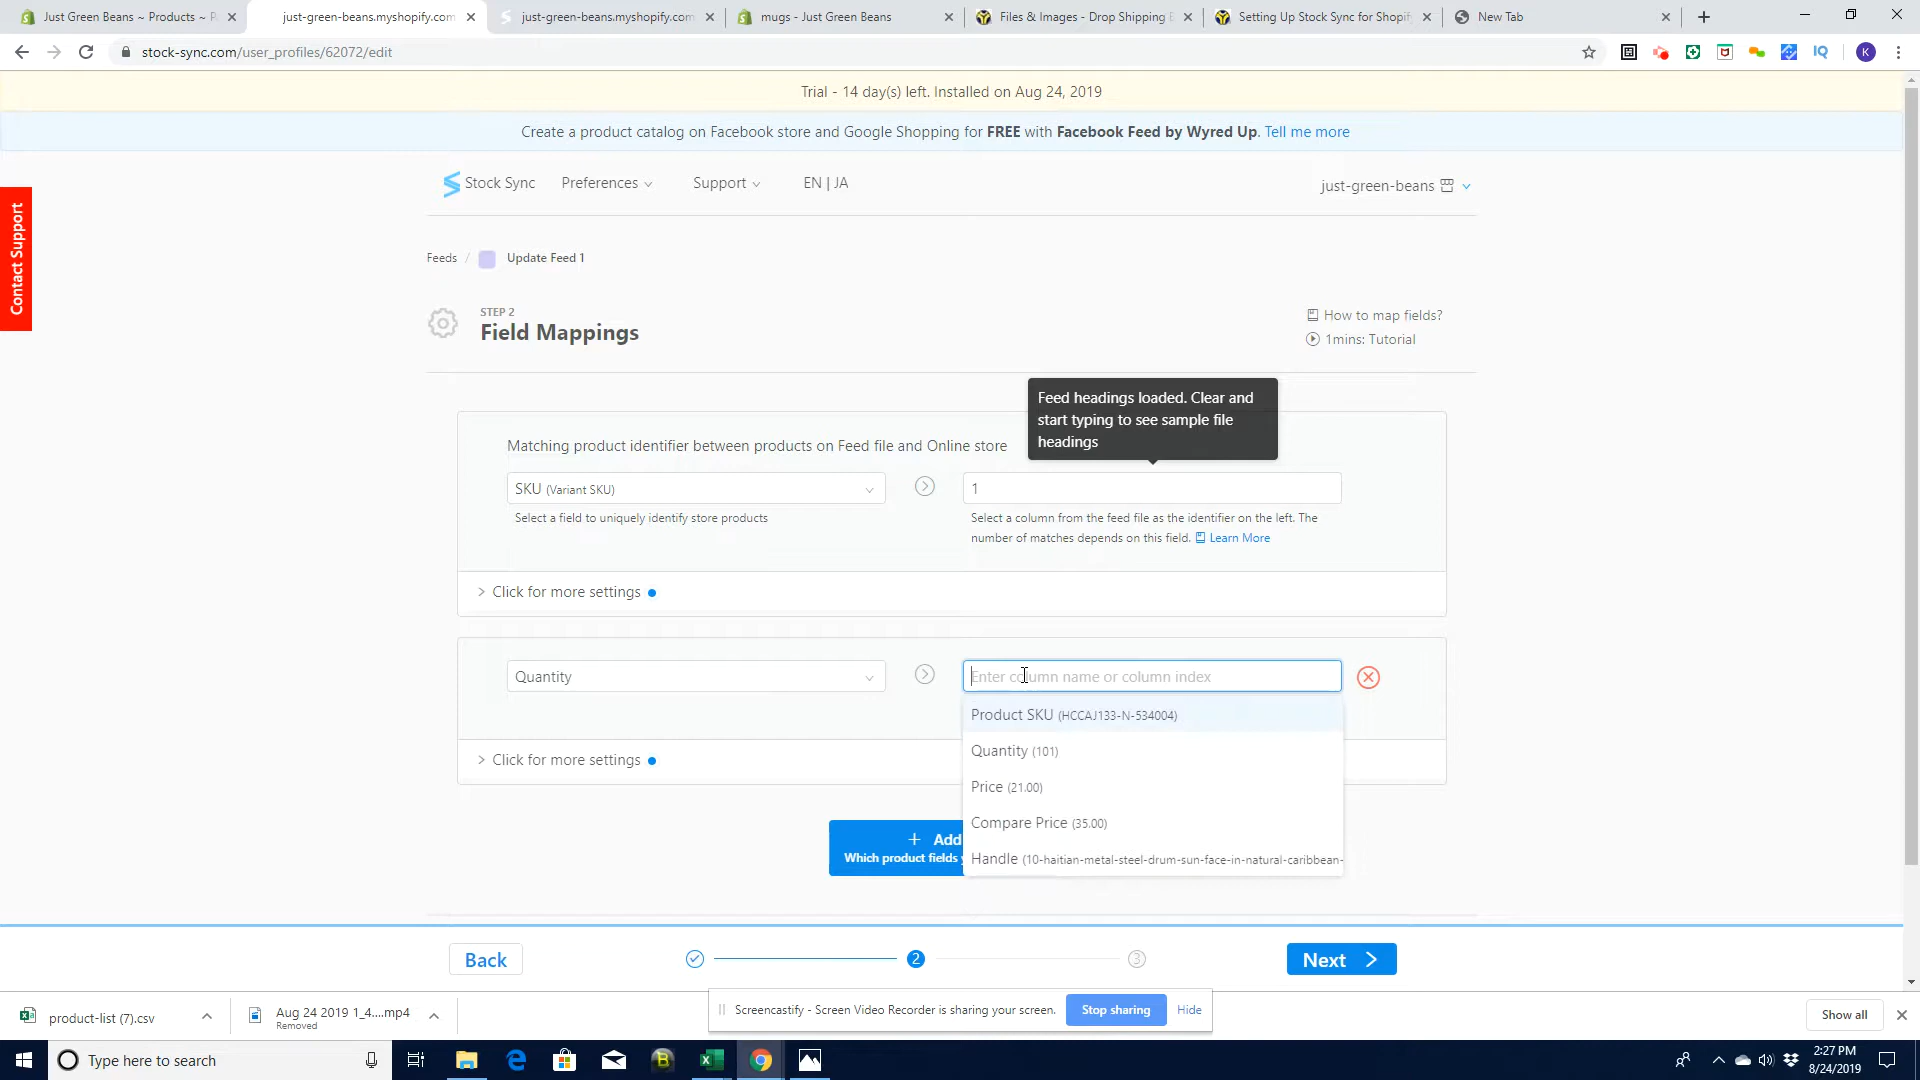 Just Green Beans ~ Products ~ P
just-green-beans.myshopify.com
just-green-beans.myshopify.com
mugs - Just Green Beans
Files & Images - Drop Shipping E
Setting Up Stock Sync for Shopify
New Tab
stock-sync.com/user_profiles/62072/edit
Trial - 14 day(s) left. Installed on Aug 24, 2019
Create a product catalog on Facebook store and Google Shopping for FREE with Facebook Feed by Wyred Up. Tell me more
Stock Sync
Preferences
Support
EN | JA
just-green-beans
Contact Support
Feeds / Update Feed 1
STEP 2
Field Mappings
How to map fields?
1mins: Tutorial
Feed headings loaded. Clear and
start typing to see sample file
headings
Matching product identifier between products on Feed file and Online store
SKU (Variant SKU)
1
Select a field to uniquely identify store products
Select a column from the feed file as the identifier on the left. The
number of matches depends on this field. Learn More
Click for more settings
Quantity
Enter column name or column index
Product SKU (HCCAJ133-N-534004)
Quantity (101)
Click for more settings
Price (21.00)
Compare Price (35.00)
+ Add
Which product fields
Handle (10-haitian-metal-steel-drum-sun-face-in-natural-caribbean-
Back
2
3
Next
product-list (7).csv
Aug 24 2019 1_4....mp4
Removed
Screencastify - Screen Video Recorder is sharing your screen.
Stop sharing
Hide
Show all
Type here to search
2:27 PM
8/24/2019